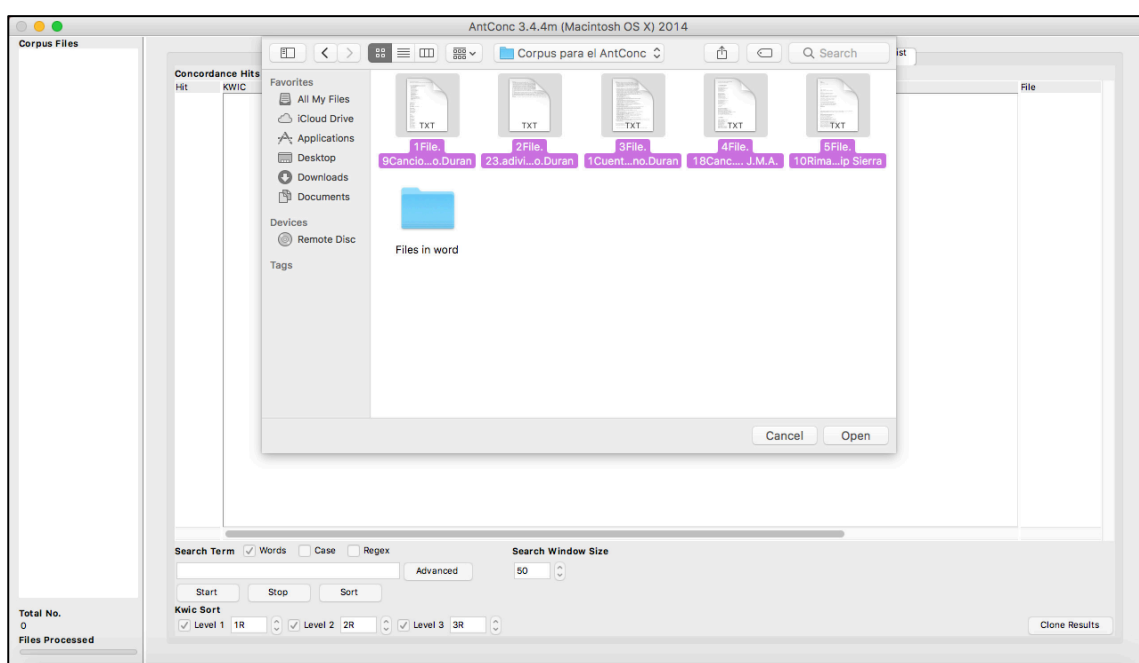 AntConc 3.4.4m (Macintosh OS X) 2014
Corpus Files
Corpus para el AntConc
Search
ist
Concordance Hits
Hit KWIC File
Favorites
All My Files
iCloud Drive
Applications
Desktop
Downloads
Documents
Devices
Remote Disc
Tags
TXT TXT TXT TXT TXT
1File. 2File. 3File. 4File. 5File.
9Cancio...o.Duran 23.adivi...o.Duran 1Cuent...no.Duran 18Canc.... J.M.A. 10Rima...ip Sierra
Files in word
Cancel Open
Search Term Words Case Regex Search Window Size
Advanced 50
Start Stop Sort
Kwic Sort
Level 1 1R Level 2 2R Level 3 3R
Clone Results
Total No.
0
Files Processed